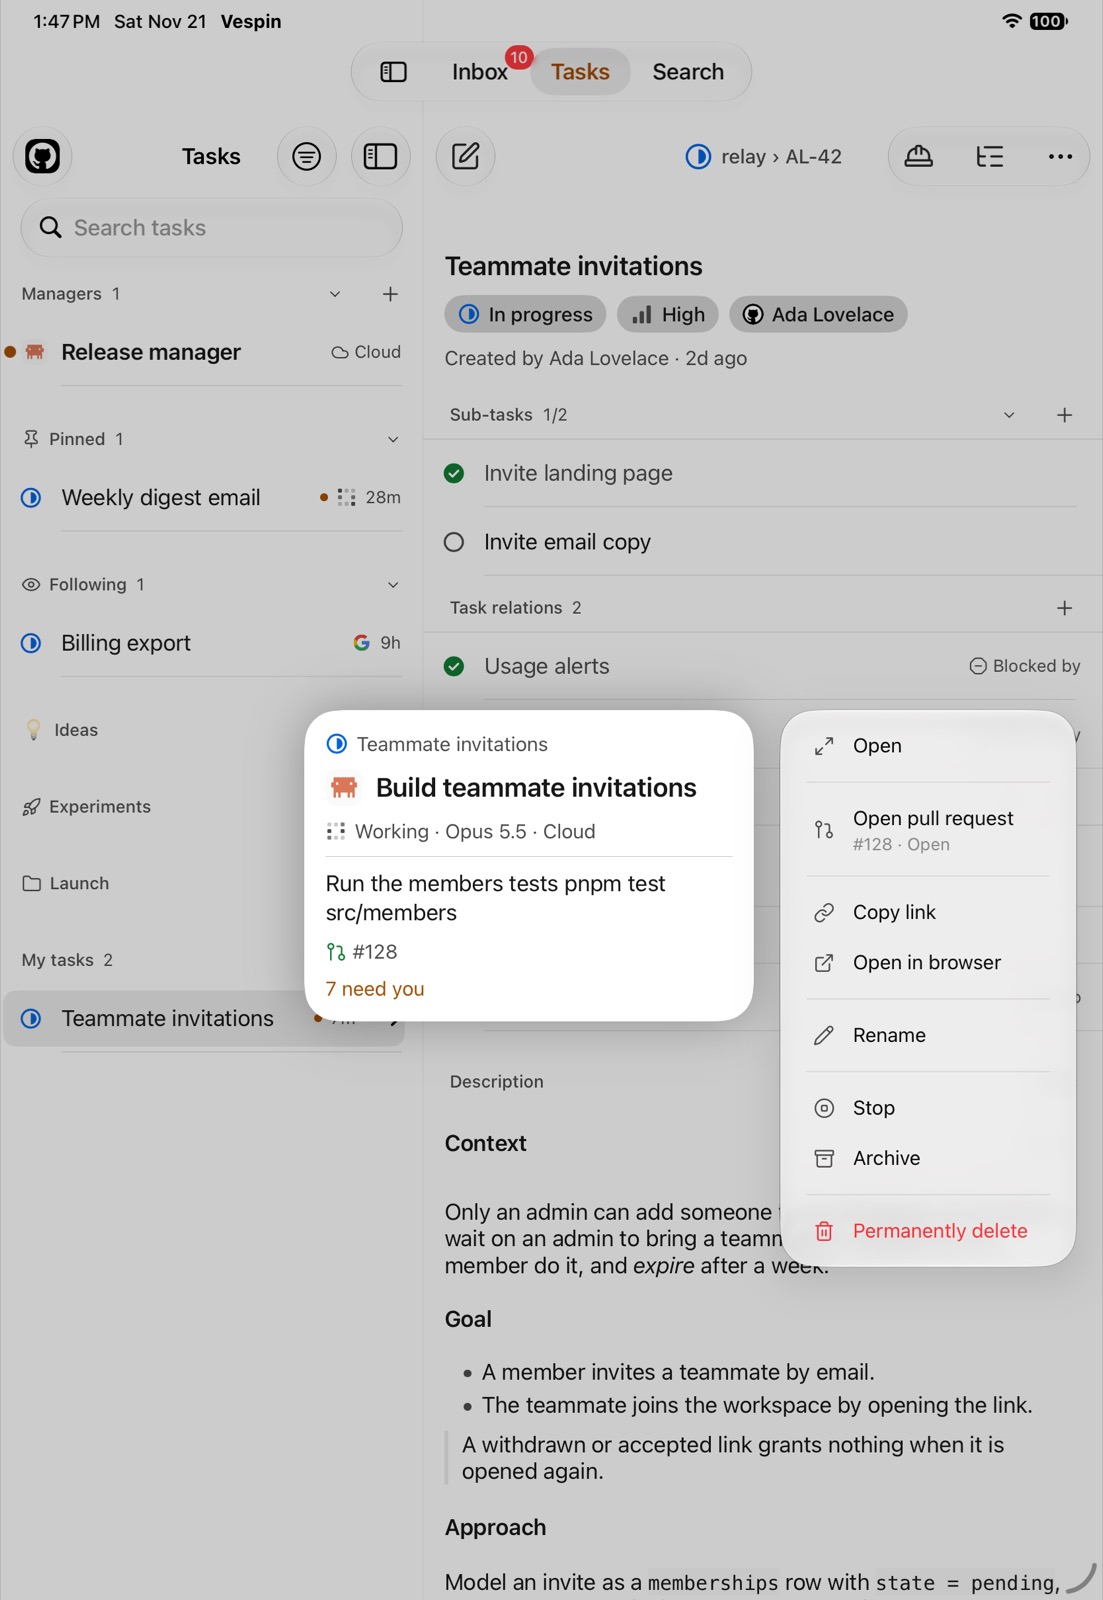 1:47 PM Sat Nov 21 Vespin
100
Inbox 10 Tasks Search
Tasks
relay › AL-42
Search tasks
Managers 1
Release manager Cloud
Pinned 1
Weekly digest email 28m
Following 1
Billing export 9h
Ideas
Experiments
Launch
My tasks 2
Teammate invitations
Teammate invitations
In progress High Ada Lovelace
Created by Ada Lovelace · 2d ago
Sub-tasks 1/2
Invite landing page
Invite email copy
Task relations 2
Usage alerts Blocked by
Teammate invitations
Build teammate invitations
Working · Opus 5.5 · Cloud
Run the members tests pnpm test
src/members
#128
7 need you
Open
Open pull request
#128 · Open
Copy link
Open in browser
Rename
Stop
Archive
Permanently delete
Description
Context
Only an admin can add someone
wait on an admin to bring a team
member do it, and expire after a week.
Goal
• A member invites a teammate by email.
• The teammate joins the workspace by opening the link.
A withdrawn or accepted link grants nothing when it is
opened again.
Approach
Model an invite as a memberships row with state = pending,